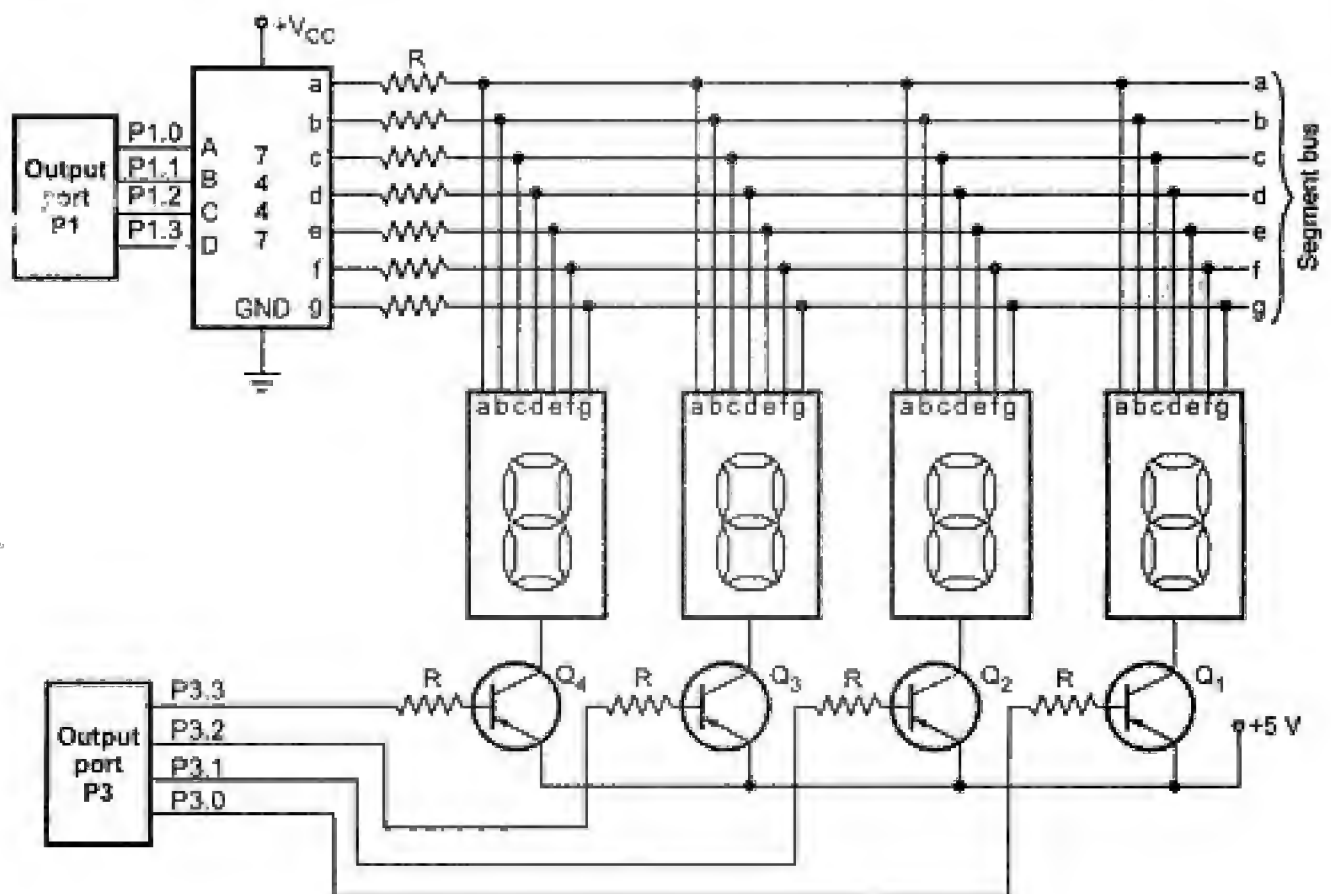 +VCC
R
a a
b b
c c
d d
e e
f f
g g
Segment bus
Output port P1
P1.0 A
P1.1 B
P1.2 C
P1.3 D
7
4
4
7
GND
abcdefg abcdefg abcdefg abcdefg
R Q4 R Q3 R Q2 R Q1
+5 V
Output port P3
P3.3
P3.2
P3.1
P3.0